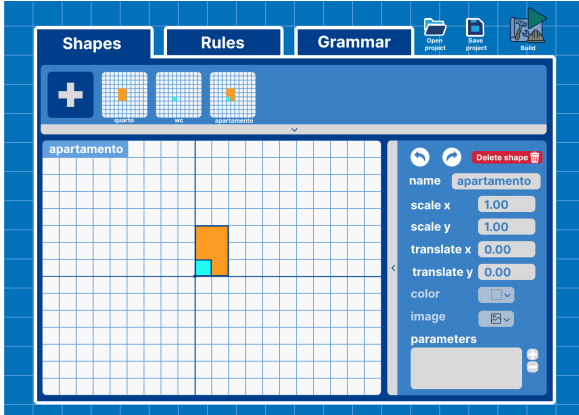 Shapes
Rules
Grammar
Open
project
Save
project
Build
quarto
wc
apartamento
apartamento
Delete shape
name
apartamento
scale x
1.00
scale y
1.00
translate x
0.00
translate y
0.00
color
image
parameters